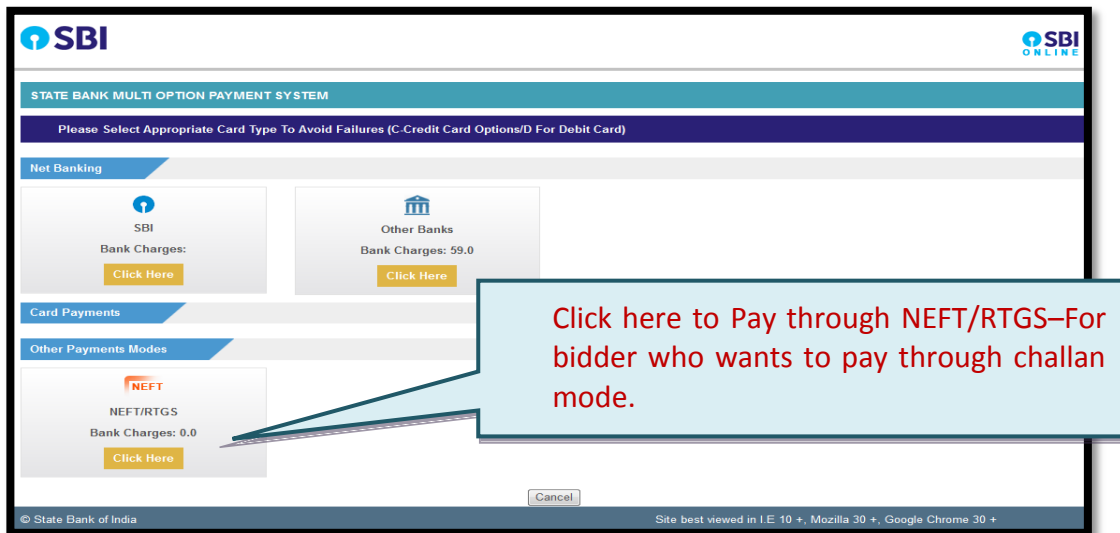 SBI
SBI
ONLINE
STATE BANK MULTI OPTION PAYMENT SYSTEM
Please Select Appropriate Card Type To Avoid Failures (C-Credit Card Options/D For Debit Card)
Net Banking
SBI
Bank Charges:
Click Here
Other Banks
Bank Charges: 59.0
Click Here
Card Payments
Other Payments Modes
NEFT
NEFT/RTGS
Bank Charges: 0.0
Click Here
Click here to Pay through NEFT/RTGS–For
bidder who wants to pay through challan
mode.
Cancel
© State Bank of India
Site best viewed in I.E 10 +, Mozilla 30 +, Google Chrome 30 +